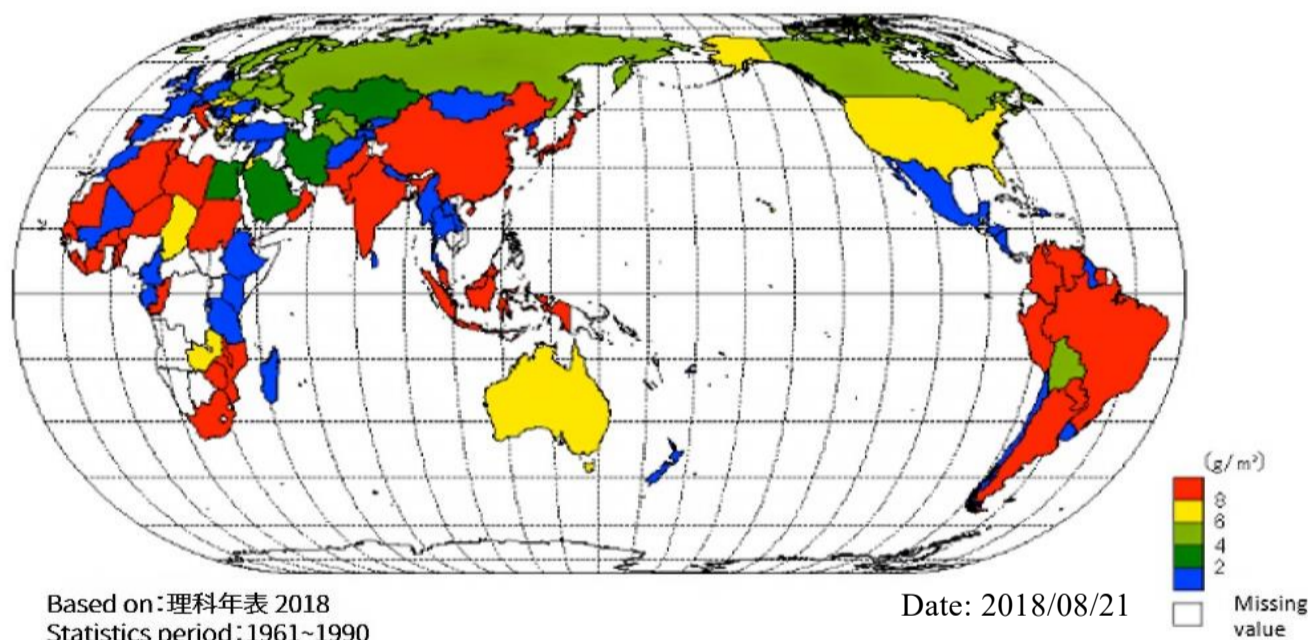 (g/m³)
8
6
4
2
Missing
value
Based on:理科年表 2018
Date: 2018/08/21
Statistics period:1961~1990